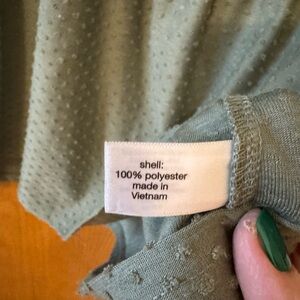 shell:
100% polyester
made in
Vietnam